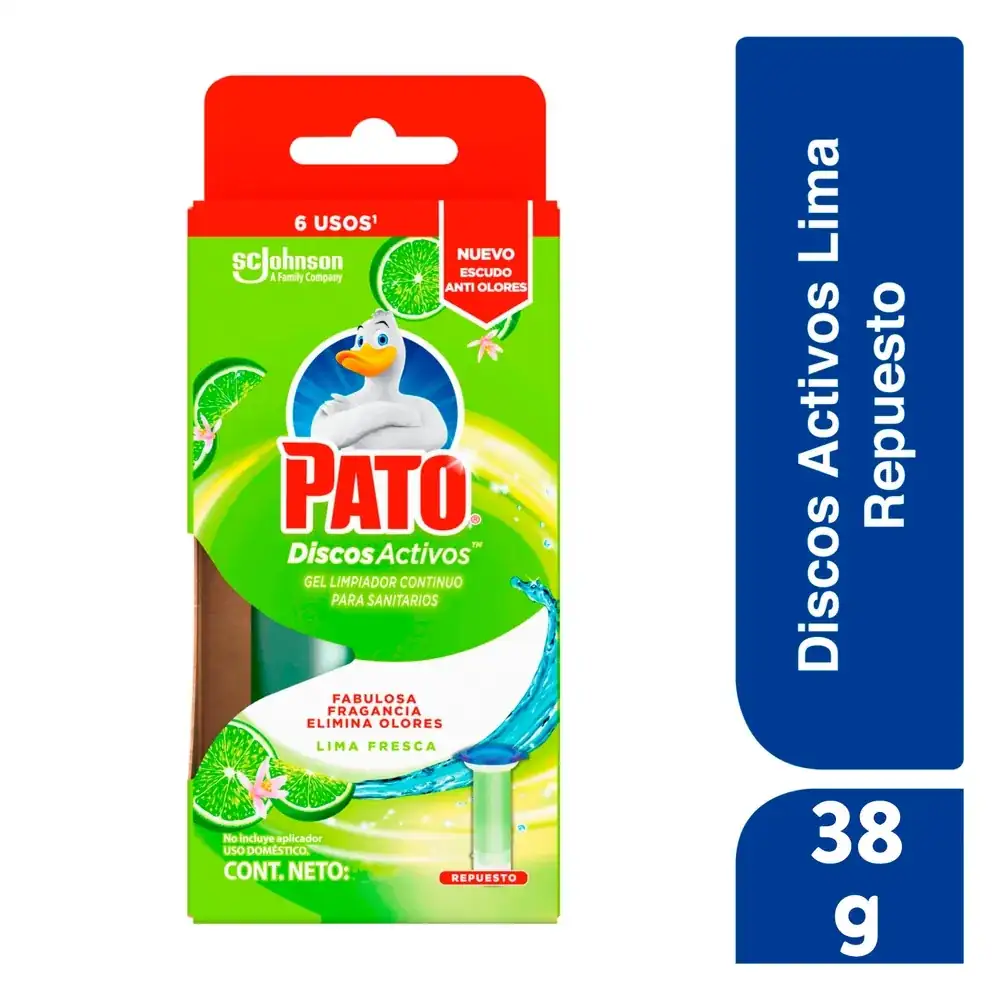 6 USOS¹
SC Johnson
A Family Company
NUEVO
ESCUDO
ANTI OLORES
PATO®
Discos Activos™
GEL LIMPIADOR CONTINUO
PARA SANITARIOS
FABULOSA
FRAGANCIA
ELIMINA OLORES
LIMA FRESCA
No incluye aplicador
USO DOMÉSTICO.
CONT. NETO:
REPUESTO
Discos Activos Lima
Repuesto
38
g